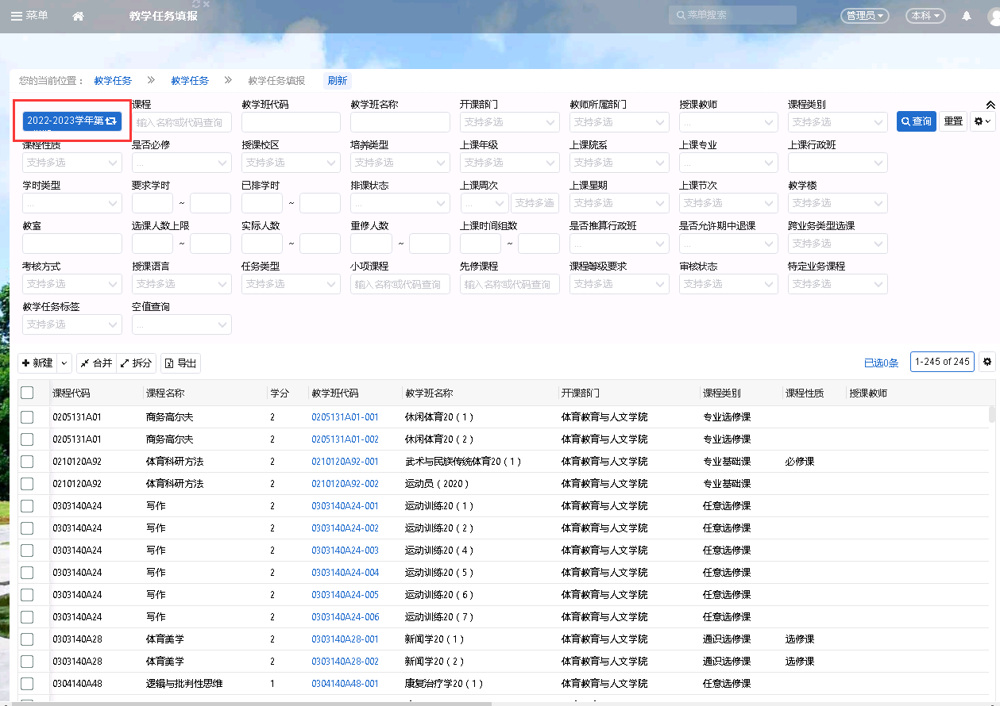 菜单 教学任务填报 菜单搜索 管理员 本科
您的当前位置： 教学任务 教学任务 教学任务填报 刷新
2022-2023学年第
课程 教学班代码 教学班名称 开课部门 教师所属部门 授课教师 课程类别
输入名称或代码查询 支持多选 支持多选 ... 支持多选 查询 重置
课程性质 是否必修 授课校区 培养类型 上课年级 上课院系 上课专业 上课行政班
支持多选 ... 支持多选 支持多选 支持多选 支持多选 ...
学时类型 要求学时 已排学时 排课状态 上课周次 上课星期 上课节次 教学楼
... ~ ~ ... ... 支持多选 支持多选 支持多选 支持多选
教室 选课人数上限 实际人数 重修人数 上课时间组数 是否推算行政班 是否允许期中退课 跨业务类型选课
~ ~ ~ ~ ... ... 支持多选
考核方式 授课语言 任务类型 小项课程 先修课程 课程等级要求 审核状态 特定业务课程
支持多选 支持多选 支持多选 输入名称或代码查询 输入名称或代码查询 支持多选 支持多选 支持多选
教学任务标签 空值查询
支持多选 ...
新建 合并 拆分 导出 已选0条 1-245 of 245
课程代码 课程名称 学分 教学班代码 教学班名称 开课部门 课程类别 课程性质 授课教师
0205131A01 商务高尔夫 2 0205131A01-001 休闲体育20（1） 体育教育与人文学院 专业选修课
0205131A01 商务高尔夫 2 0205131A01-002 休闲体育20（2） 体育教育与人文学院 专业选修课
0210120A92 体育科研方法 2 0210120A92-001 武术与民族传统体育20（1） 体育教育与人文学院 专业基础课 必修课
0210120A92 体育科研方法 2 0210120A92-002 运动员（2020） 体育教育与人文学院 专业基础课
0303140A24 写作 2 0303140A24-001 运动训练20（1） 体育教育与人文学院 任意选修课
0303140A24 写作 2 0303140A24-002 运动训练20（2） 体育教育与人文学院 任意选修课
0303140A24 写作 2 0303140A24-003 运动训练20（4） 体育教育与人文学院 任意选修课
0303140A24 写作 2 0303140A24-004 运动训练20（5） 体育教育与人文学院 任意选修课
0303140A24 写作 2 0303140A24-005 运动训练20（6） 体育教育与人文学院 任意选修课
0303140A24 写作 2 0303140A24-006 运动训练20（7） 体育教育与人文学院 任意选修课
0303140A28 体育美学 2 0303140A28-001 新闻学20（1） 体育教育与人文学院 通识选修课 选修课
0303140A28 体育美学 2 0303140A28-002 新闻学20（2） 体育教育与人文学院 通识选修课 选修课
0304140A48 逻辑与批判性思维 1 0304140A48-001 康复治疗学20（1） 体育教育与人文学院 任意选修课